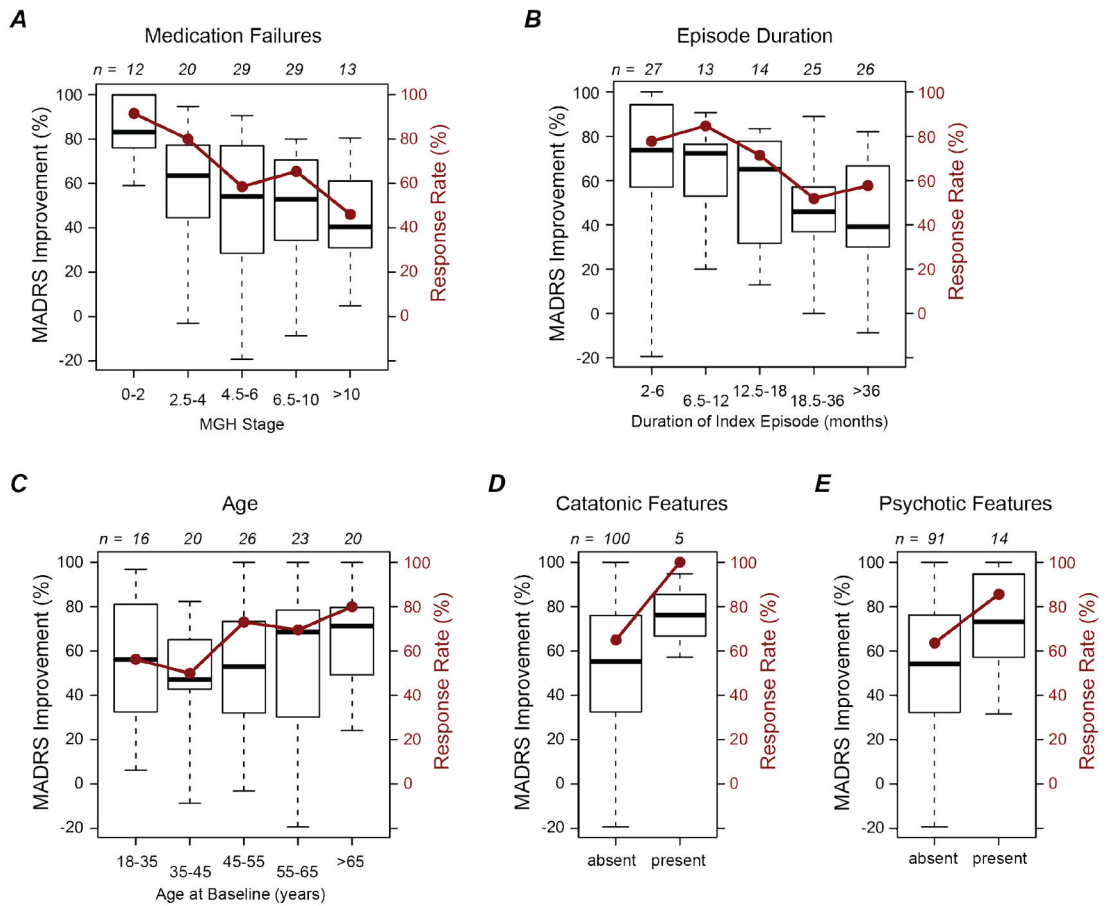 A
Medication Failures
n = 12 20 29 29 13
MADRS Improvement (%)
100
80
60
40
20
0
-20
100
80
60
40
20
0
Response Rate (%)
0-2
2.5-4
4.5-6
6.5-10
>10
MGH Stage
B
Episode Duration
n = 27 13 14 25 26
MADRS Improvement (%)
100
80
60
40
20
0
-20
100
80
60
40
20
0
Response Rate (%)
2-6
6.5-12
12.5-18
18.5-36
>36
Duration of Index Episode (months)
C
Age
n = 16 20 26 23 20
MADRS Improvement (%)
100
80
60
40
20
0
-20
100
80
60
40
20
0
Response Rate (%)
18-35
35-45
45-55
55-65
>65
Age at Baseline (years)
D
Catatonic Features
n = 100 5
MADRS Improvement (%)
100
80
60
40
20
0
-20
100
80
60
40
20
0
Response Rate (%)
absent present
E
Psychotic Features
n = 91 14
MADRS Improvement (%)
100
80
60
40
20
0
-20
100
80
60
40
20
0
Response Rate (%)
absent present